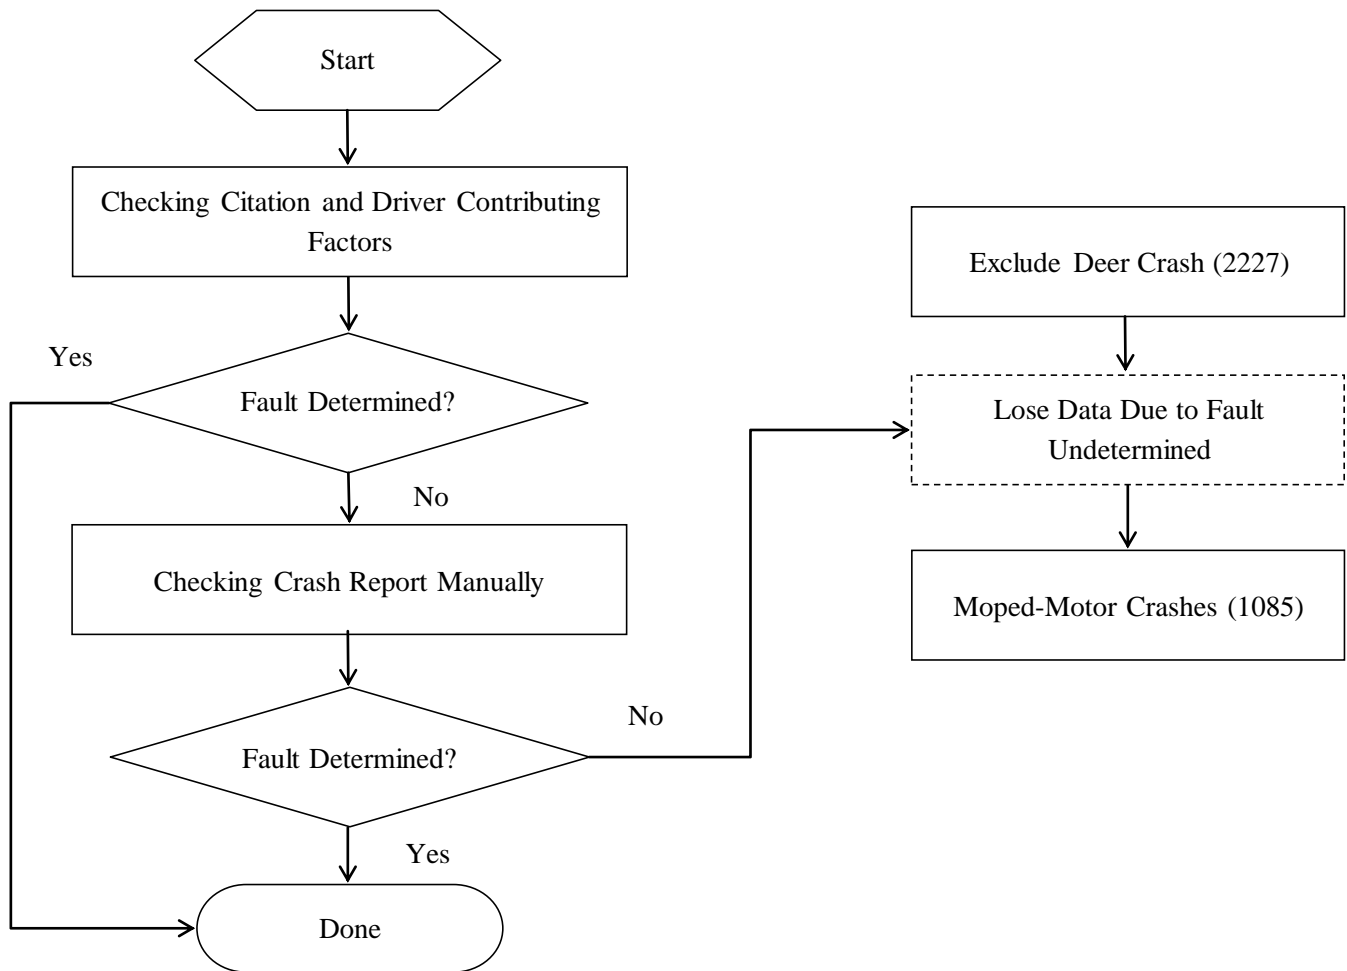 Start
Checking Citation and Driver Contributing
Factors
Yes
Fault Determined?
No
Checking Crash Report Manually
No
Fault Determined?
Yes
Done
Exclude Deer Crash (2227)
Lose Data Due to Fault
Undetermined
Moped-Motor Crashes (1085)